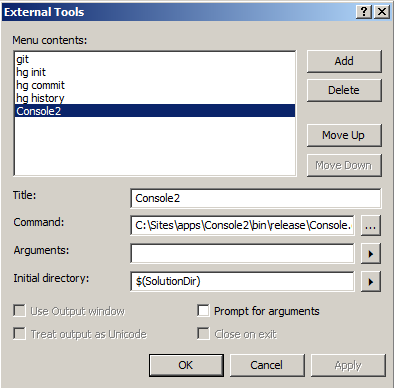 External Tools
Menu contents:
git
hg init
hg commit
hg history
Console2
Add
Delete
Move Up
Move Down
Title:
Console2
Command:
C:\Sites\apps\Console2\bin\release\Console.
...
Arguments:
Initial directory:
$(SolutionDir)
Use Output window
Prompt for arguments
Treat output as Unicode
Close on exit
OK
Cancel
Apply